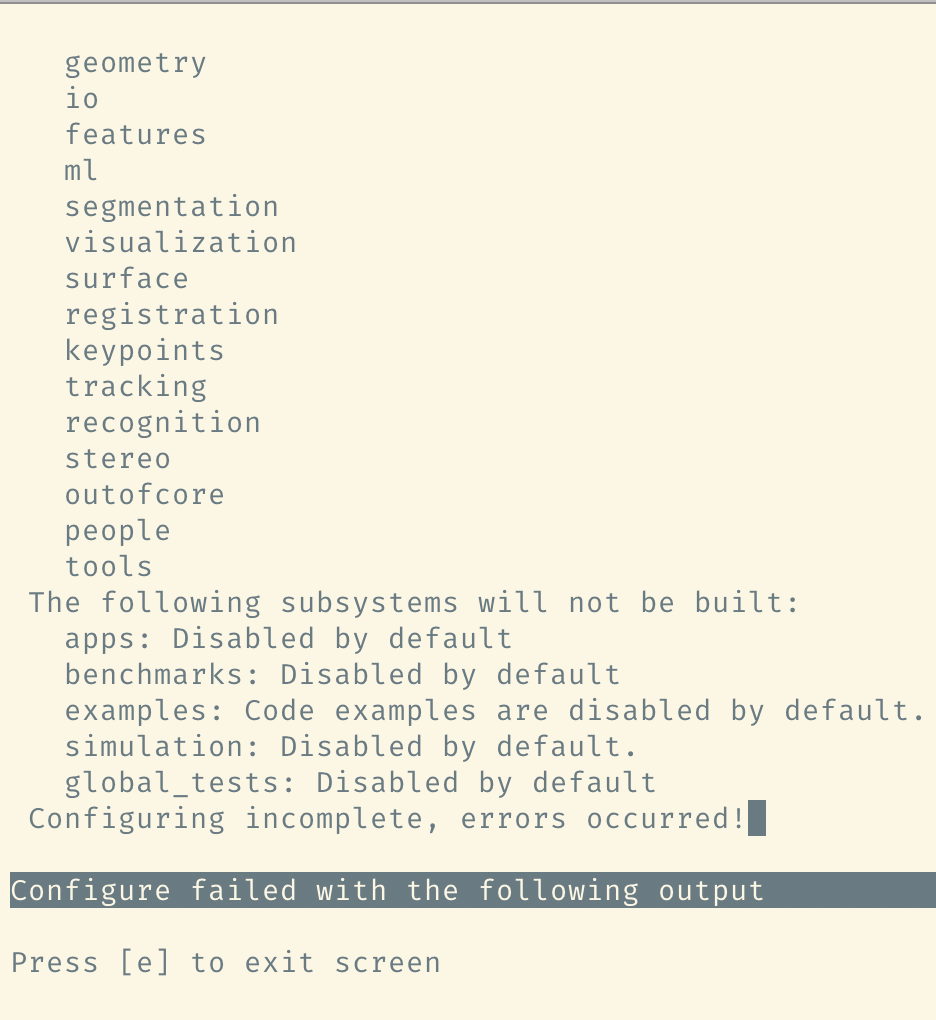 geometry
io
features
ml
segmentation
visualization
surface
registration
keypoints
tracking
recognition
stereo
outofcore
people
tools
The following subsystems will not be built:
apps: Disabled by default
benchmarks: Disabled by default
examples: Code examples are disabled by default.
simulation: Disabled by default.
global_tests: Disabled by default
Configuring incomplete, errors occurred!
Configure failed with the following output
Press [e] to exit screen